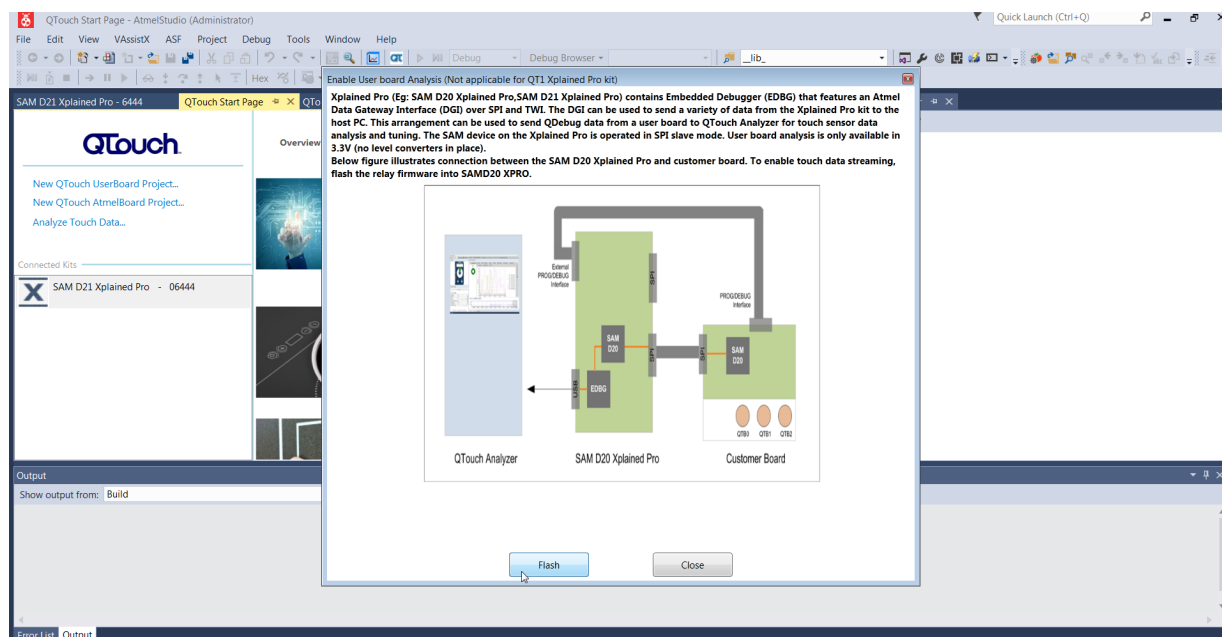 QTouch Start Page - AtmelStudio (Administrator)
Quick Launch (Ctrl+Q)
File Edit View VAssistX ASF Project Debug Tools Window Help
Debug
Debug Browser
_lib_
Hex
SAM D21 Xplained Pro - 6444
QTouch Start Page
QTo
Enable User board Analysis (Not applicable for QT1 Xplained Pro kit)
QTouch
Overview
New QTouch UserBoard Project...
New QTouch AtmelBoard Project...
Analyze Touch Data...
Connected Kits
SAM D21 Xplained Pro - 06444
Xplained Pro (Eg: SAM D20 Xplained Pro,SAM D21 Xplained Pro) contains Embedded Debugger (EDBG) that features an Atmel
Data Gateway Interface (DGI) over SPI and TWI. The DGI can be used to send a variety of data from the Xplained Pro kit to the
host PC. This arrangement can be used to send QDebug data from a user board to QTouch Analyzer for touch sensor data
analysis and tuning. The SAM device on the Xplained Pro is operated in SPI slave mode. User board analysis is only available in
3.3V (no level converters in place).
Below figure illustrates connection between the SAM D20 Xplained Pro and customer board. To enable touch data streaming,
flash the relay firmware into SAMD20 XPRO.
External
PROG/DEBUG
Interface
SPI
PROG/DEBUG
Interface
SAM
D20
SPI
SPI
SAM
D20
USB
EDBG
QTB0 QTB1 QTB2
QTouch Analyzer
SAM D20 Xplained Pro
Customer Board
Flash
Close
Output
Show output from: Build
Error List
Output